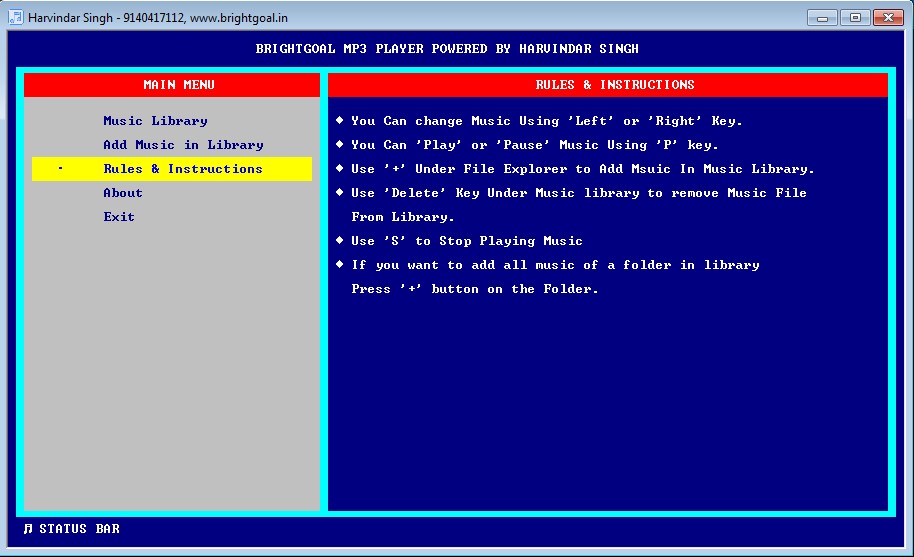 Harvindar Singh - 9140417112, www.brightgoal.in
BRIGHTGOAL MP3 PLAYER POWERED BY HARVINDAR SINGH
MAIN MENU
Music Library
Add Music in Library
- Rules & Instructions
About
Exit
RULES & INSTRUCTIONS
♦ You Can change Music Using 'Left' or 'Right' Key.
♦ You Can 'Play' or 'Pause' Music Using 'P' key.
♦ Use '+' Under File Explorer to Add Msuic In Music Library.
♦ Use 'Delete' Key Under Music library to remove Music File
From Library.
♦ Use 'S' to Stop Playing Music
♦ If you want to add all music of a folder in library
Press '+' button on the Folder.
♬ STATUS BAR